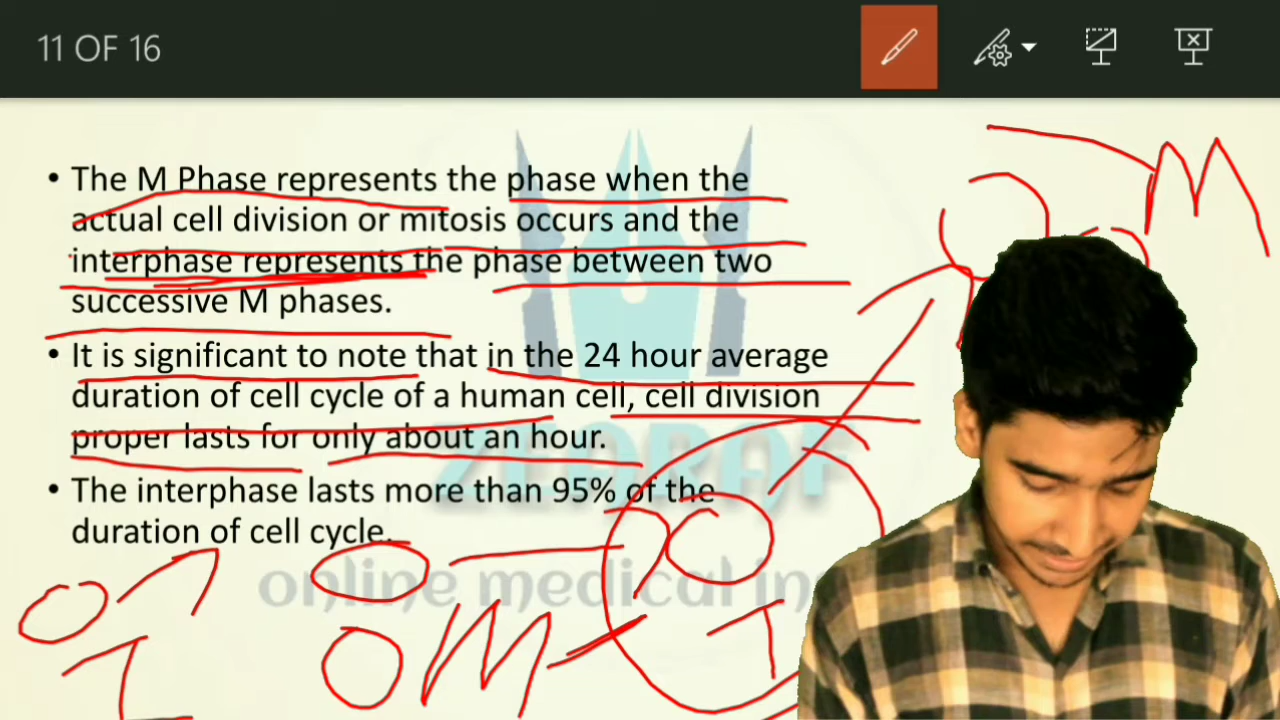 11 OF 16
• The M Phase represents the phase when the
actual cell division or mitosis occurs and the
interphase represents the phase between two
successive M phases.
• It is significant to note that in the 24 hour average
duration of cell cycle of a human cell, cell division
proper lasts for only about an hour.
• The interphase lasts more than 95% of the
duration of cell cycle.
online medical in
M
I
M
I